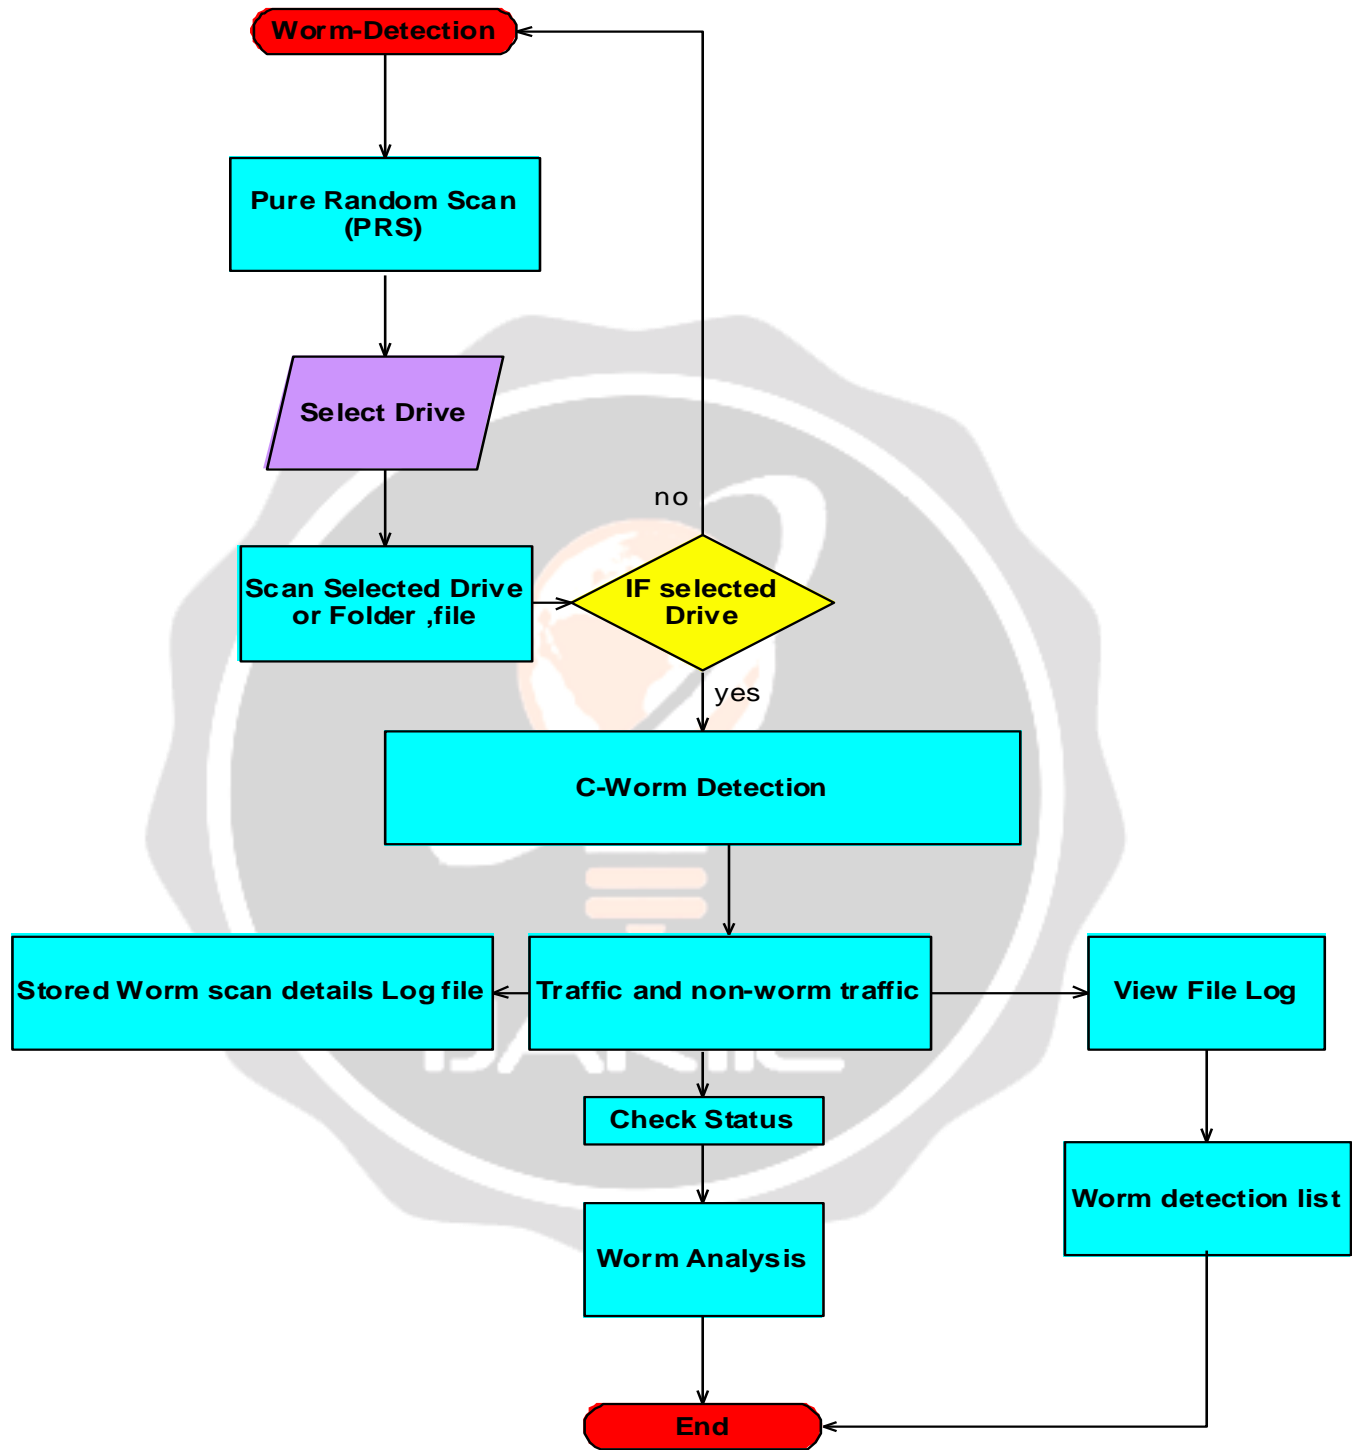 Worm-Detection
Pure Random Scan
(PRS)
Select Drive
no
Scan Selected Drive
or Folder ,file
IF selected
Drive
yes
C-Worm Detection
Stored Worm scan details Log file
Traffic and non-worm traffic
View File Log
Check Status
Worm detection list
Worm Analysis
End